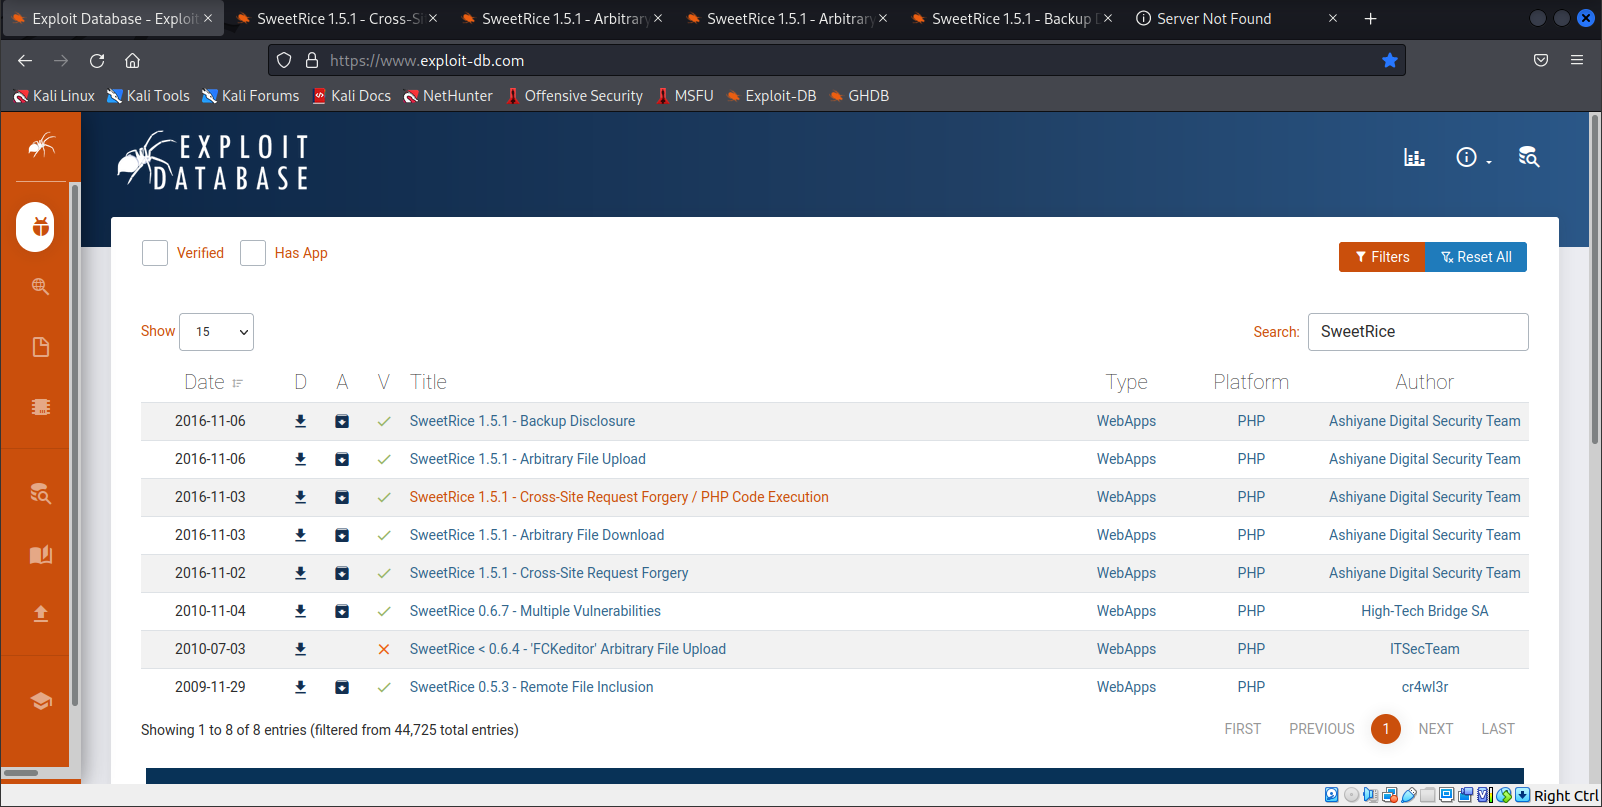 Exploit Database - Exploit
SweetRice 1.5.1 - Cross-Si
SweetRice 1.5.1 - Arbitrary
SweetRice 1.5.1 - Arbitrary
SweetRice 1.5.1 - Backup D
Server Not Found
https://www.exploit-db.com
Kali Linux Kali Tools Kali Forums Kali Docs NetHunter Offensive Security MSFU Exploit-DB GHDB
EXPLOIT
DATABASE
Verified Has App Filters Reset All
Show 15 Search: SweetRice
Date D A V Title Type Platform Author
2016-11-06 SweetRice 1.5.1 - Backup Disclosure WebApps PHP Ashiyane Digital Security Team
2016-11-06 SweetRice 1.5.1 - Arbitrary File Upload WebApps PHP Ashiyane Digital Security Team
2016-11-03 SweetRice 1.5.1 - Cross-Site Request Forgery / PHP Code Execution WebApps PHP Ashiyane Digital Security Team
2016-11-03 SweetRice 1.5.1 - Arbitrary File Download WebApps PHP Ashiyane Digital Security Team
2016-11-02 SweetRice 1.5.1 - Cross-Site Request Forgery WebApps PHP Ashiyane Digital Security Team
2010-11-04 SweetRice 0.6.7 - Multiple Vulnerabilities WebApps PHP High-Tech Bridge SA
2010-07-03 SweetRice < 0.6.4 - 'FCKeditor' Arbitrary File Upload WebApps PHP ITSecTeam
2009-11-29 SweetRice 0.5.3 - Remote File Inclusion WebApps PHP cr4wl3r
Showing 1 to 8 of 8 entries (filtered from 44,725 total entries) FIRST PREVIOUS 1 NEXT LAST
Right Ctrl